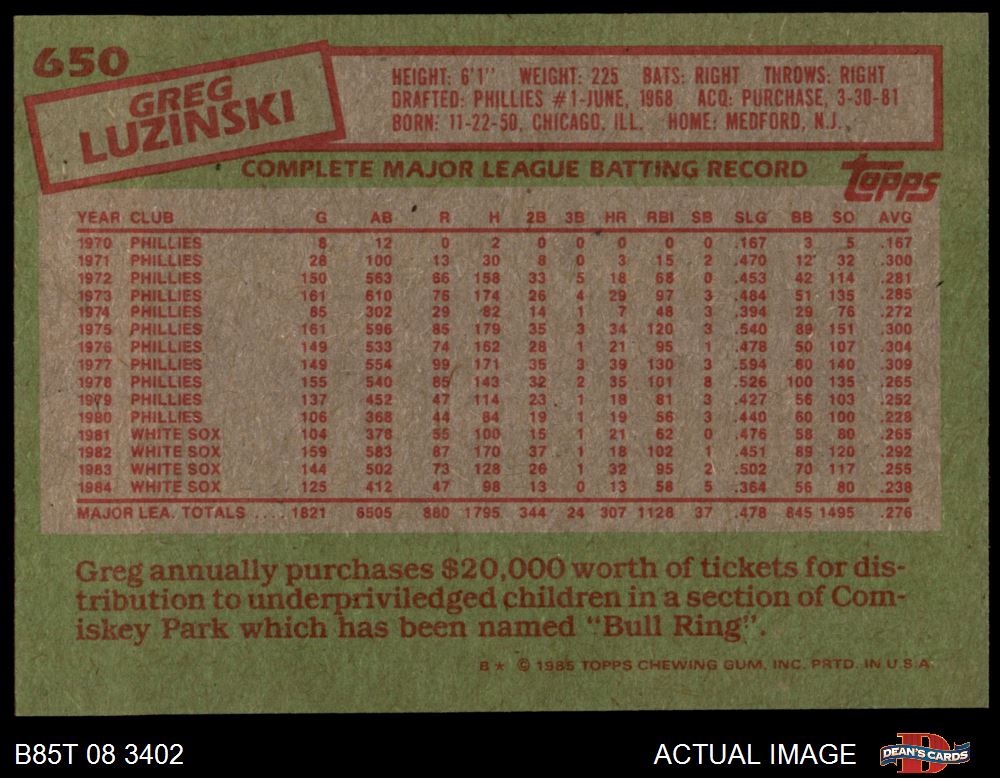 650
GREG
LUZINSKI
HEIGHT: 6'1" WEIGHT: 225 BATS: RIGHT THROWS: RIGHT
DRAFTED: PHILLIES #1-JUNE, 1968 ACQ: PURCHASE, 3-30-81
BORN: 11-22-50, CHICAGO, ILL. HOME: MEDFORD, N.J.
COMPLETE MAJOR LEAGUE BATTING RECORD
Topps
YEAR CLUB G AB R H 2B 3B HR RBI SB SLG BB SO AVG
1970 PHILLIES 8 12 0 2 0 0 0 0 0 .167 3 5 .167
1971 PHILLIES 28 100 13 30 8 0 3 15 2 .470 12 32 .300
1972 PHILLIES 150 563 66 158 33 5 18 68 0 .453 42 114 .281
1973 PHILLIES 161 610 76 174 26 4 29 97 3 .484 51 135 .285
1974 PHILLIES 85 302 29 82 14 1 7 48 3 .394 29 76 .272
1975 PHILLIES 161 596 85 179 35 3 34 120 3 .540 89 151 .300
1976 PHILLIES 149 533 74 162 28 1 21 95 1 .478 50 107 .304
1977 PHILLIES 149 554 99 171 35 3 39 130 3 .594 80 140 .309
1978 PHILLIES 155 540 85 143 32 2 35 101 8 .526 100 135 .265
1979 PHILLIES 137 452 47 114 23 1 18 81 3 .427 56 103 .252
1980 PHILLIES 106 368 44 84 19 1 19 56 3 .440 60 100 .228
1981 WHITE SOX 104 378 55 100 15 1 21 62 0 .476 58 80 .265
1982 WHITE SOX 159 583 87 170 37 1 18 102 1 .451 89 120 .292
1983 WHITE SOX 144 502 73 128 26 1 32 95 2 .502 70 117 .255
1984 WHITE SOX 125 412 47 98 13 0 13 58 5 .364 56 80 .238
MAJOR LEA. TOTALS .... 1821 6505 880 1795 344 24 307 1128 37 .478 845 1495 .276
Greg annually purchases $20,000 worth of tickets for dis-
tribution to underpriviledged children in a section of Com-
iskey Park which has been named "Bull Ring".
B★ © 1985 TOPPS CHEWING GUM, INC. PRTD. IN U.S.A.
B85T 08 3402
ACTUAL IMAGE
DEAN'S CARDS